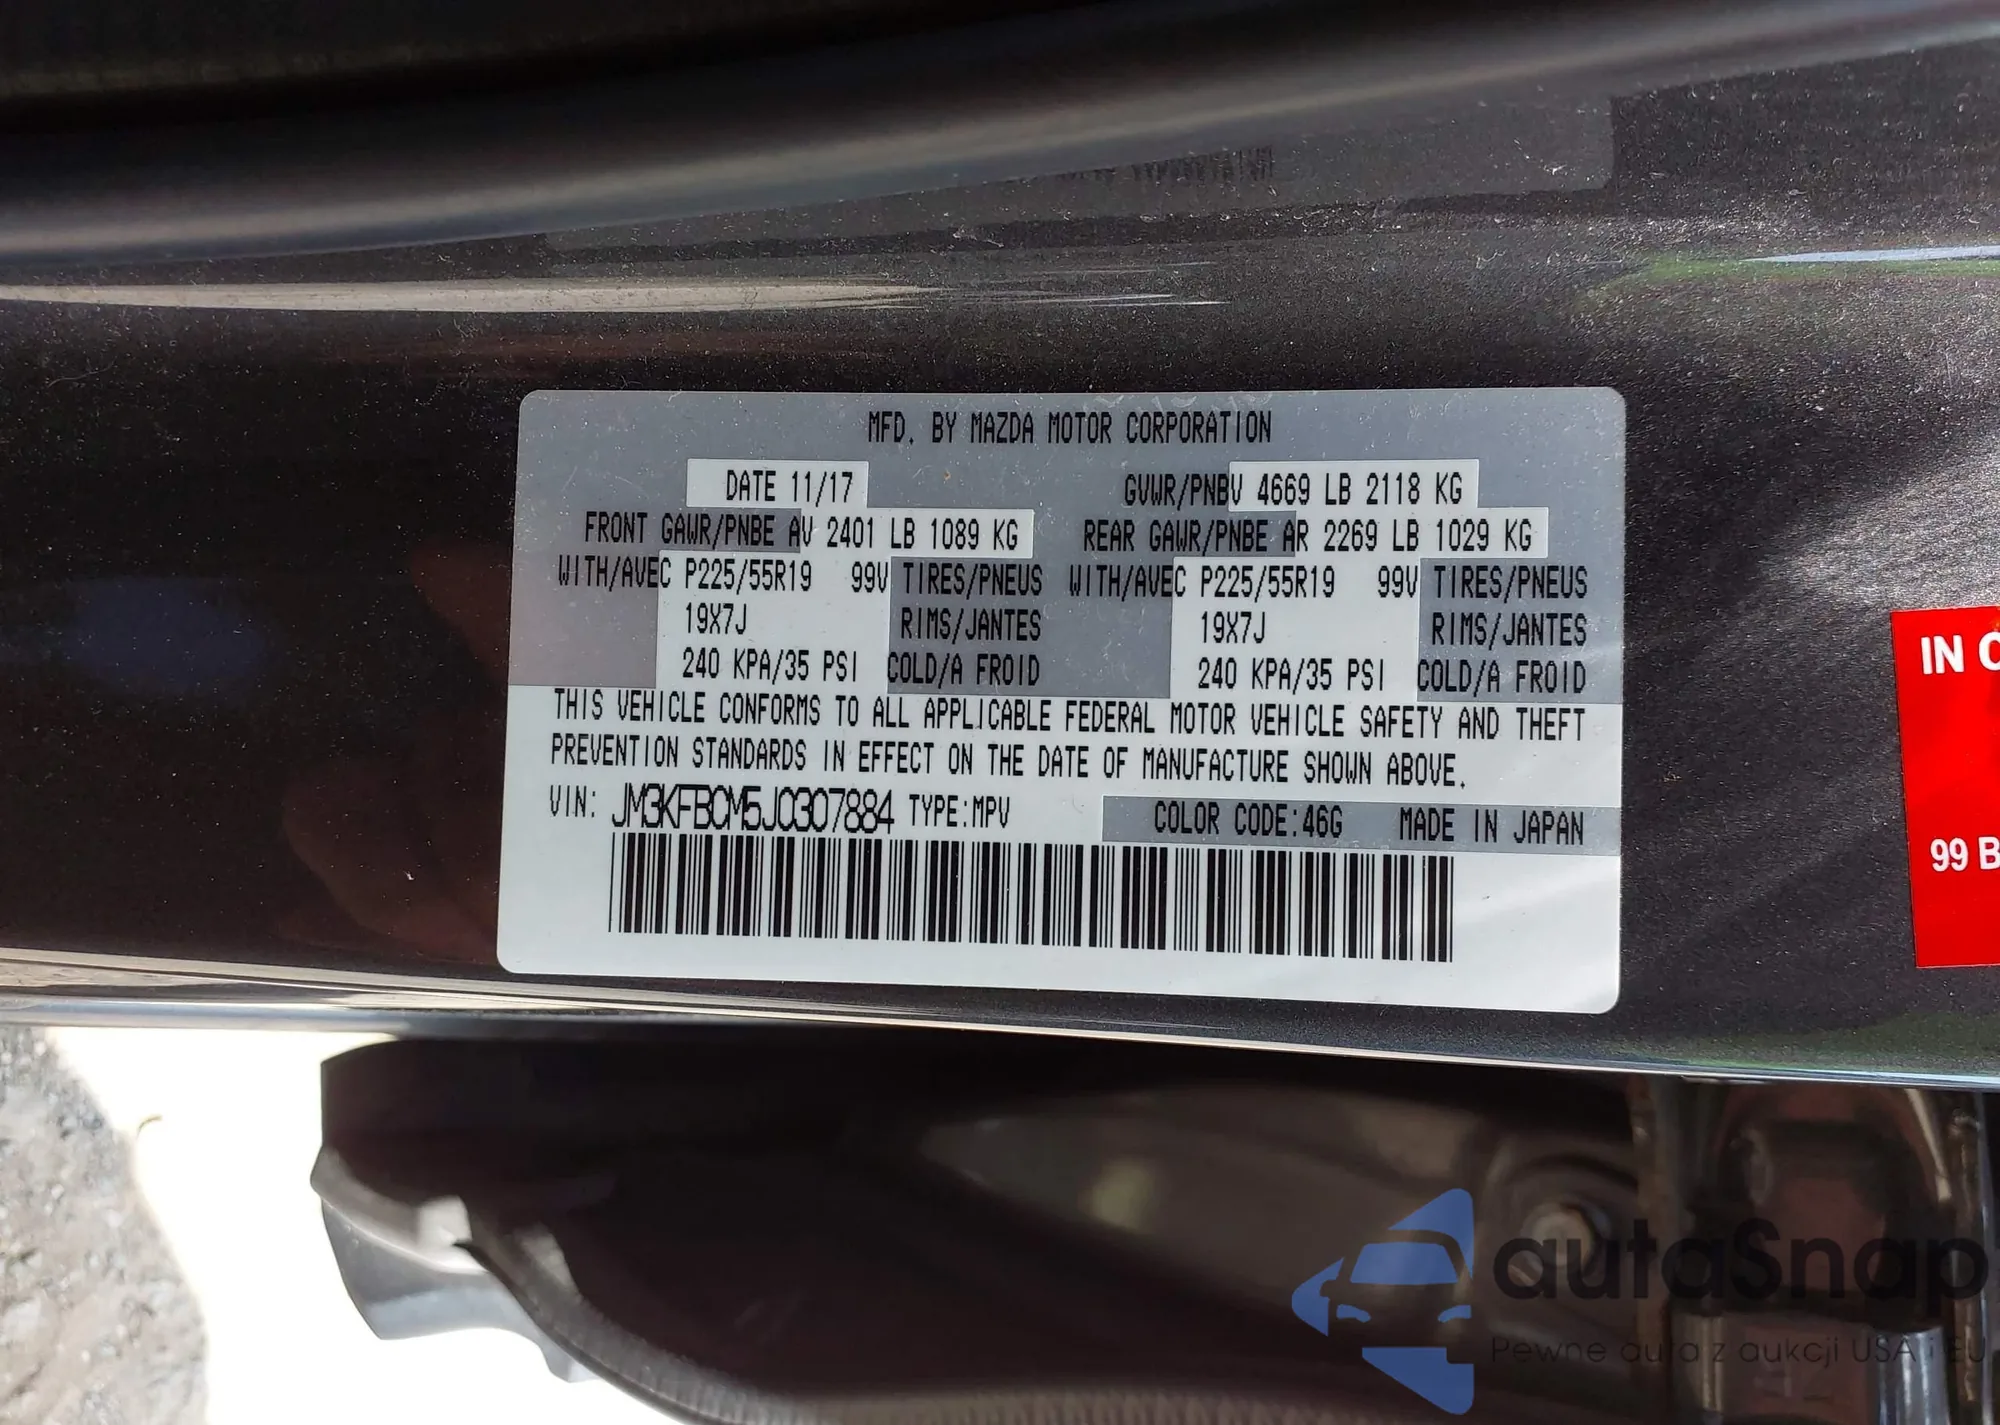 MFD. BY MAZDA MOTOR CORPORATION
DATE 11/17 GVWR/PNBV 4669 LB 2118 KG
FRONT GAWR/PNBE AV 2401 LB 1089 KG REAR GAWR/PNBE AR 2269 LB 1029 KG
WITH/AVEC P225/55R19 99V TIRES/PNEUS WITH/AVEC P225/55R19 99V TIRES/PNEUS
19X7J RIMS/JANTES 19X7J RIMS/JANTES
240 KPA/35 PSI COLD/A FROID 240 KPA/35 PSI COLD/A FROID
THIS VEHICLE CONFORMS TO ALL APPLICABLE FEDERAL MOTOR VEHICLE SAFETY AND THEFT
PREVENTION STANDARDS IN EFFECT ON THE DATE OF MANUFACTURE SHOWN ABOVE.
VIN: JM3KFBCM5J0307884 TYPE:MPV COLOR CODE:46G MADE IN JAPAN
IN
99 B
autaSnap
Pewne auta z aukcji USA i EU